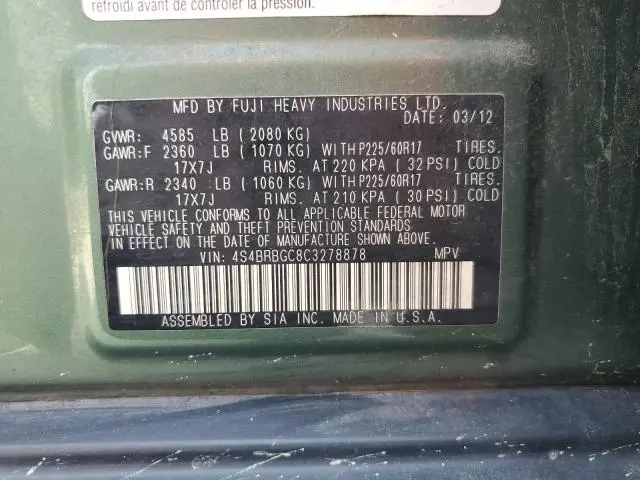 refroidi avant de contrôler la pression.
MFD BY FUJI HEAVY INDUSTRIES LTD.
DATE: 03/12
GVWR: 4585 LB ( 2080 KG)
GAWR:F 2360 LB ( 1070 KG) WITH P225/60R17 TIRES.
17X7J RIMS. AT 220 KPA ( 32 PSI) COLD
GAWR:R 2340 LB ( 1060 KG) WITH P225/60R17 TIRES.
17X7J RIMS. AT 210 KPA ( 30 PSI) COLD
THIS VEHICLE CONFORMS TO ALL APPLICABLE FEDERAL MOTOR
VEHICLE SAFETY AND THEFT PREVENTION STANDARDS
IN EFFECT ON THE DATE OF MANUFACTURE SHOWN ABOVE.
VIN: 4S4BRBGC8C3278878 MPV
ASSEMBLED BY SIA INC. MADE IN U.S.A.